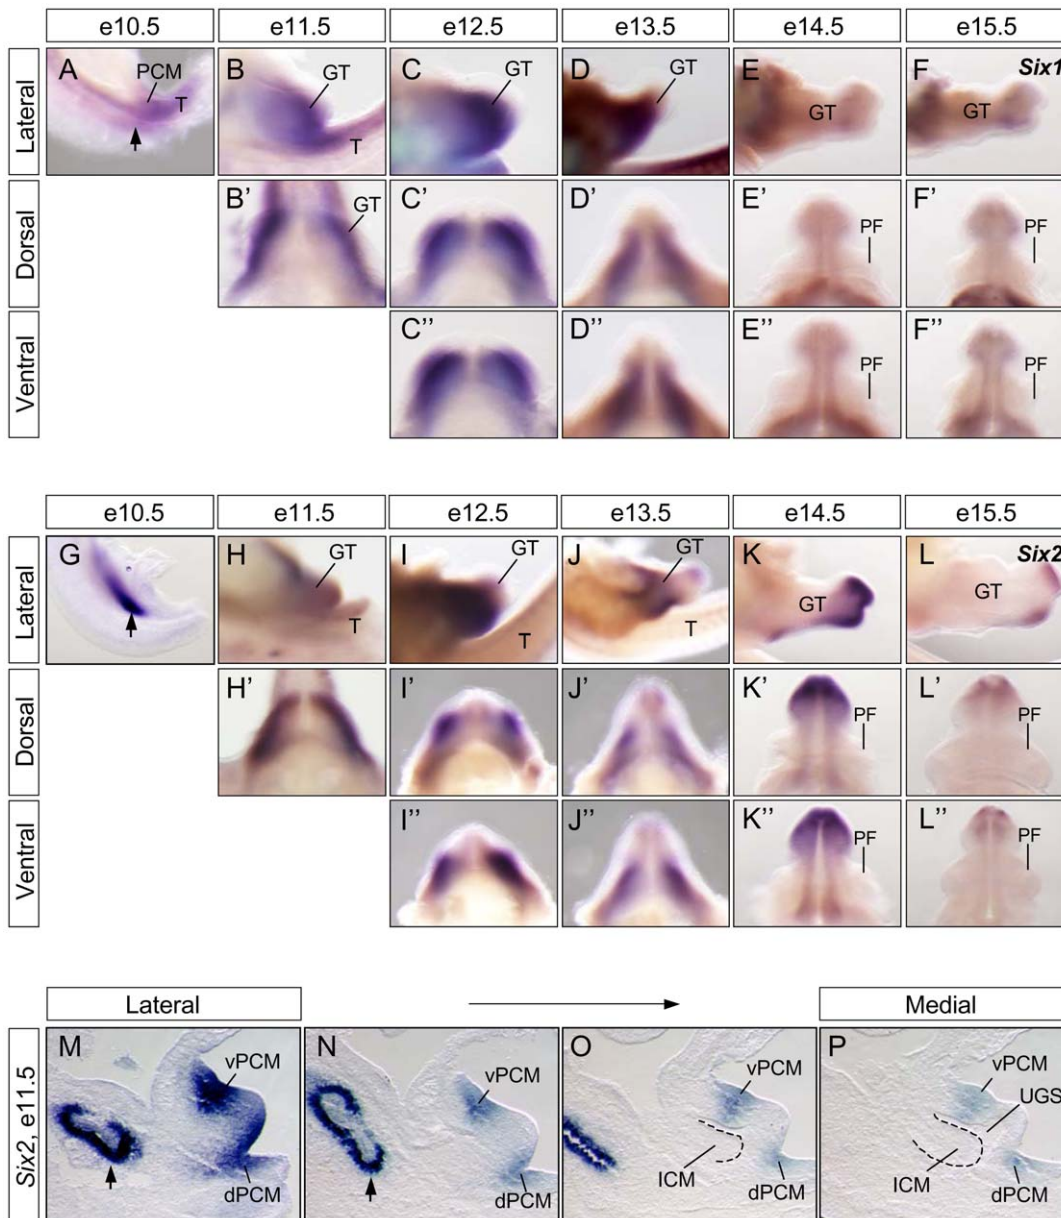 e10.5 e11.5 e12.5 e13.5 e14.5 e15.5
Lateral
A PCM T
B GT T
C GT
D GT
E GT
F Six1 GT
Dorsal
B' GT
C'
D'
E' PF
F' PF
Ventral
C''
D''
E'' PF
F'' PF
e10.5 e11.5 e12.5 e13.5 e14.5 e15.5
Lateral
G
H GT T
I GT T
J GT T
K GT
L Six2 GT
Dorsal
H'
I'
J'
K' PF
L' PF
Ventral
I''
J''
K'' PF
L'' PF
Lateral Medial
Six2, e11.5
M vPCM dPCM
N vPCM dPCM
O vPCM ICM dPCM
P vPCM UGS ICM dPCM